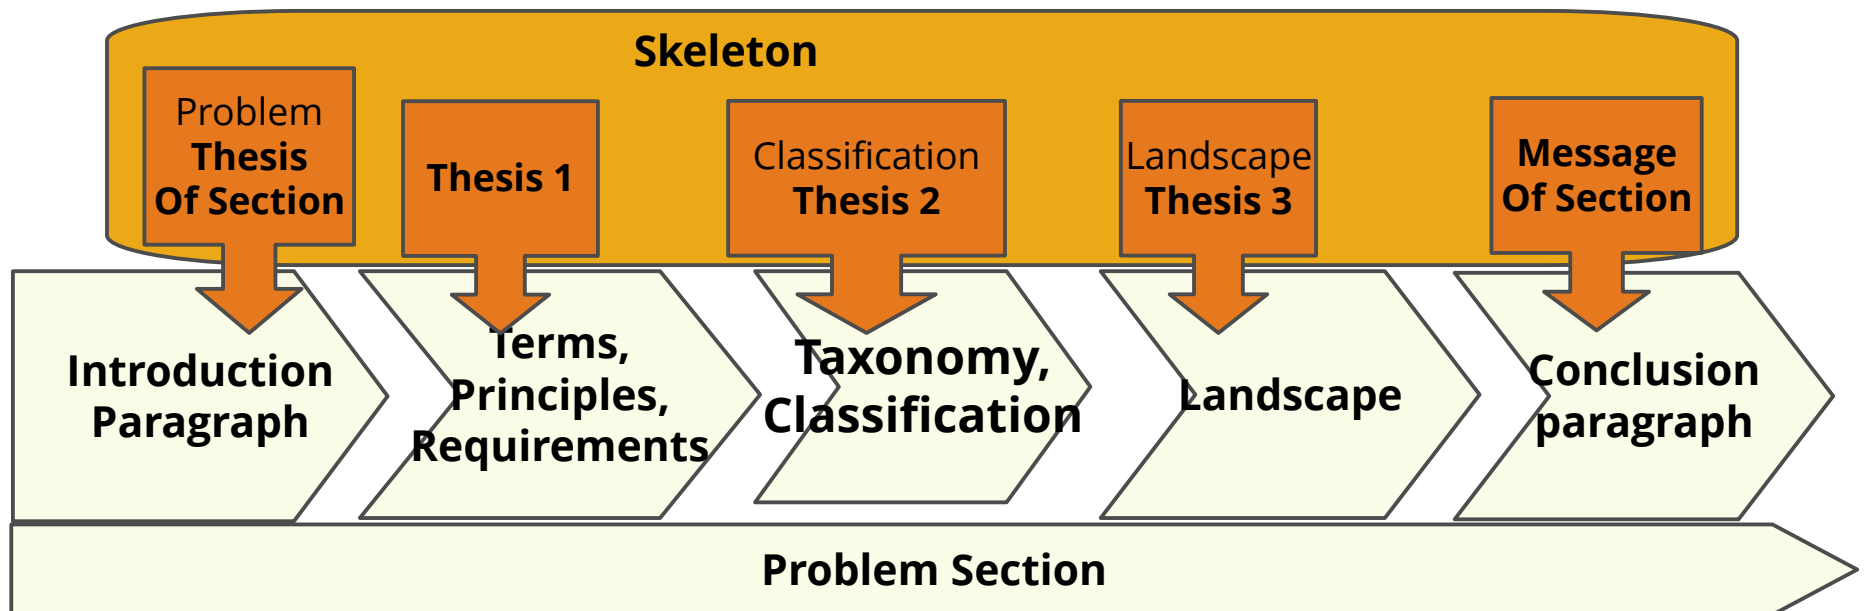 Skeleton
Problem
Thesis
Of Section
Thesis 1
Classification
Thesis 2
Landscape
Thesis 3
Message
Of Section
Introduction
Paragraph
Terms,
Principles,
Requirements
Taxonomy,
Classification
Landscape
Conclusion
paragraph
Problem Section